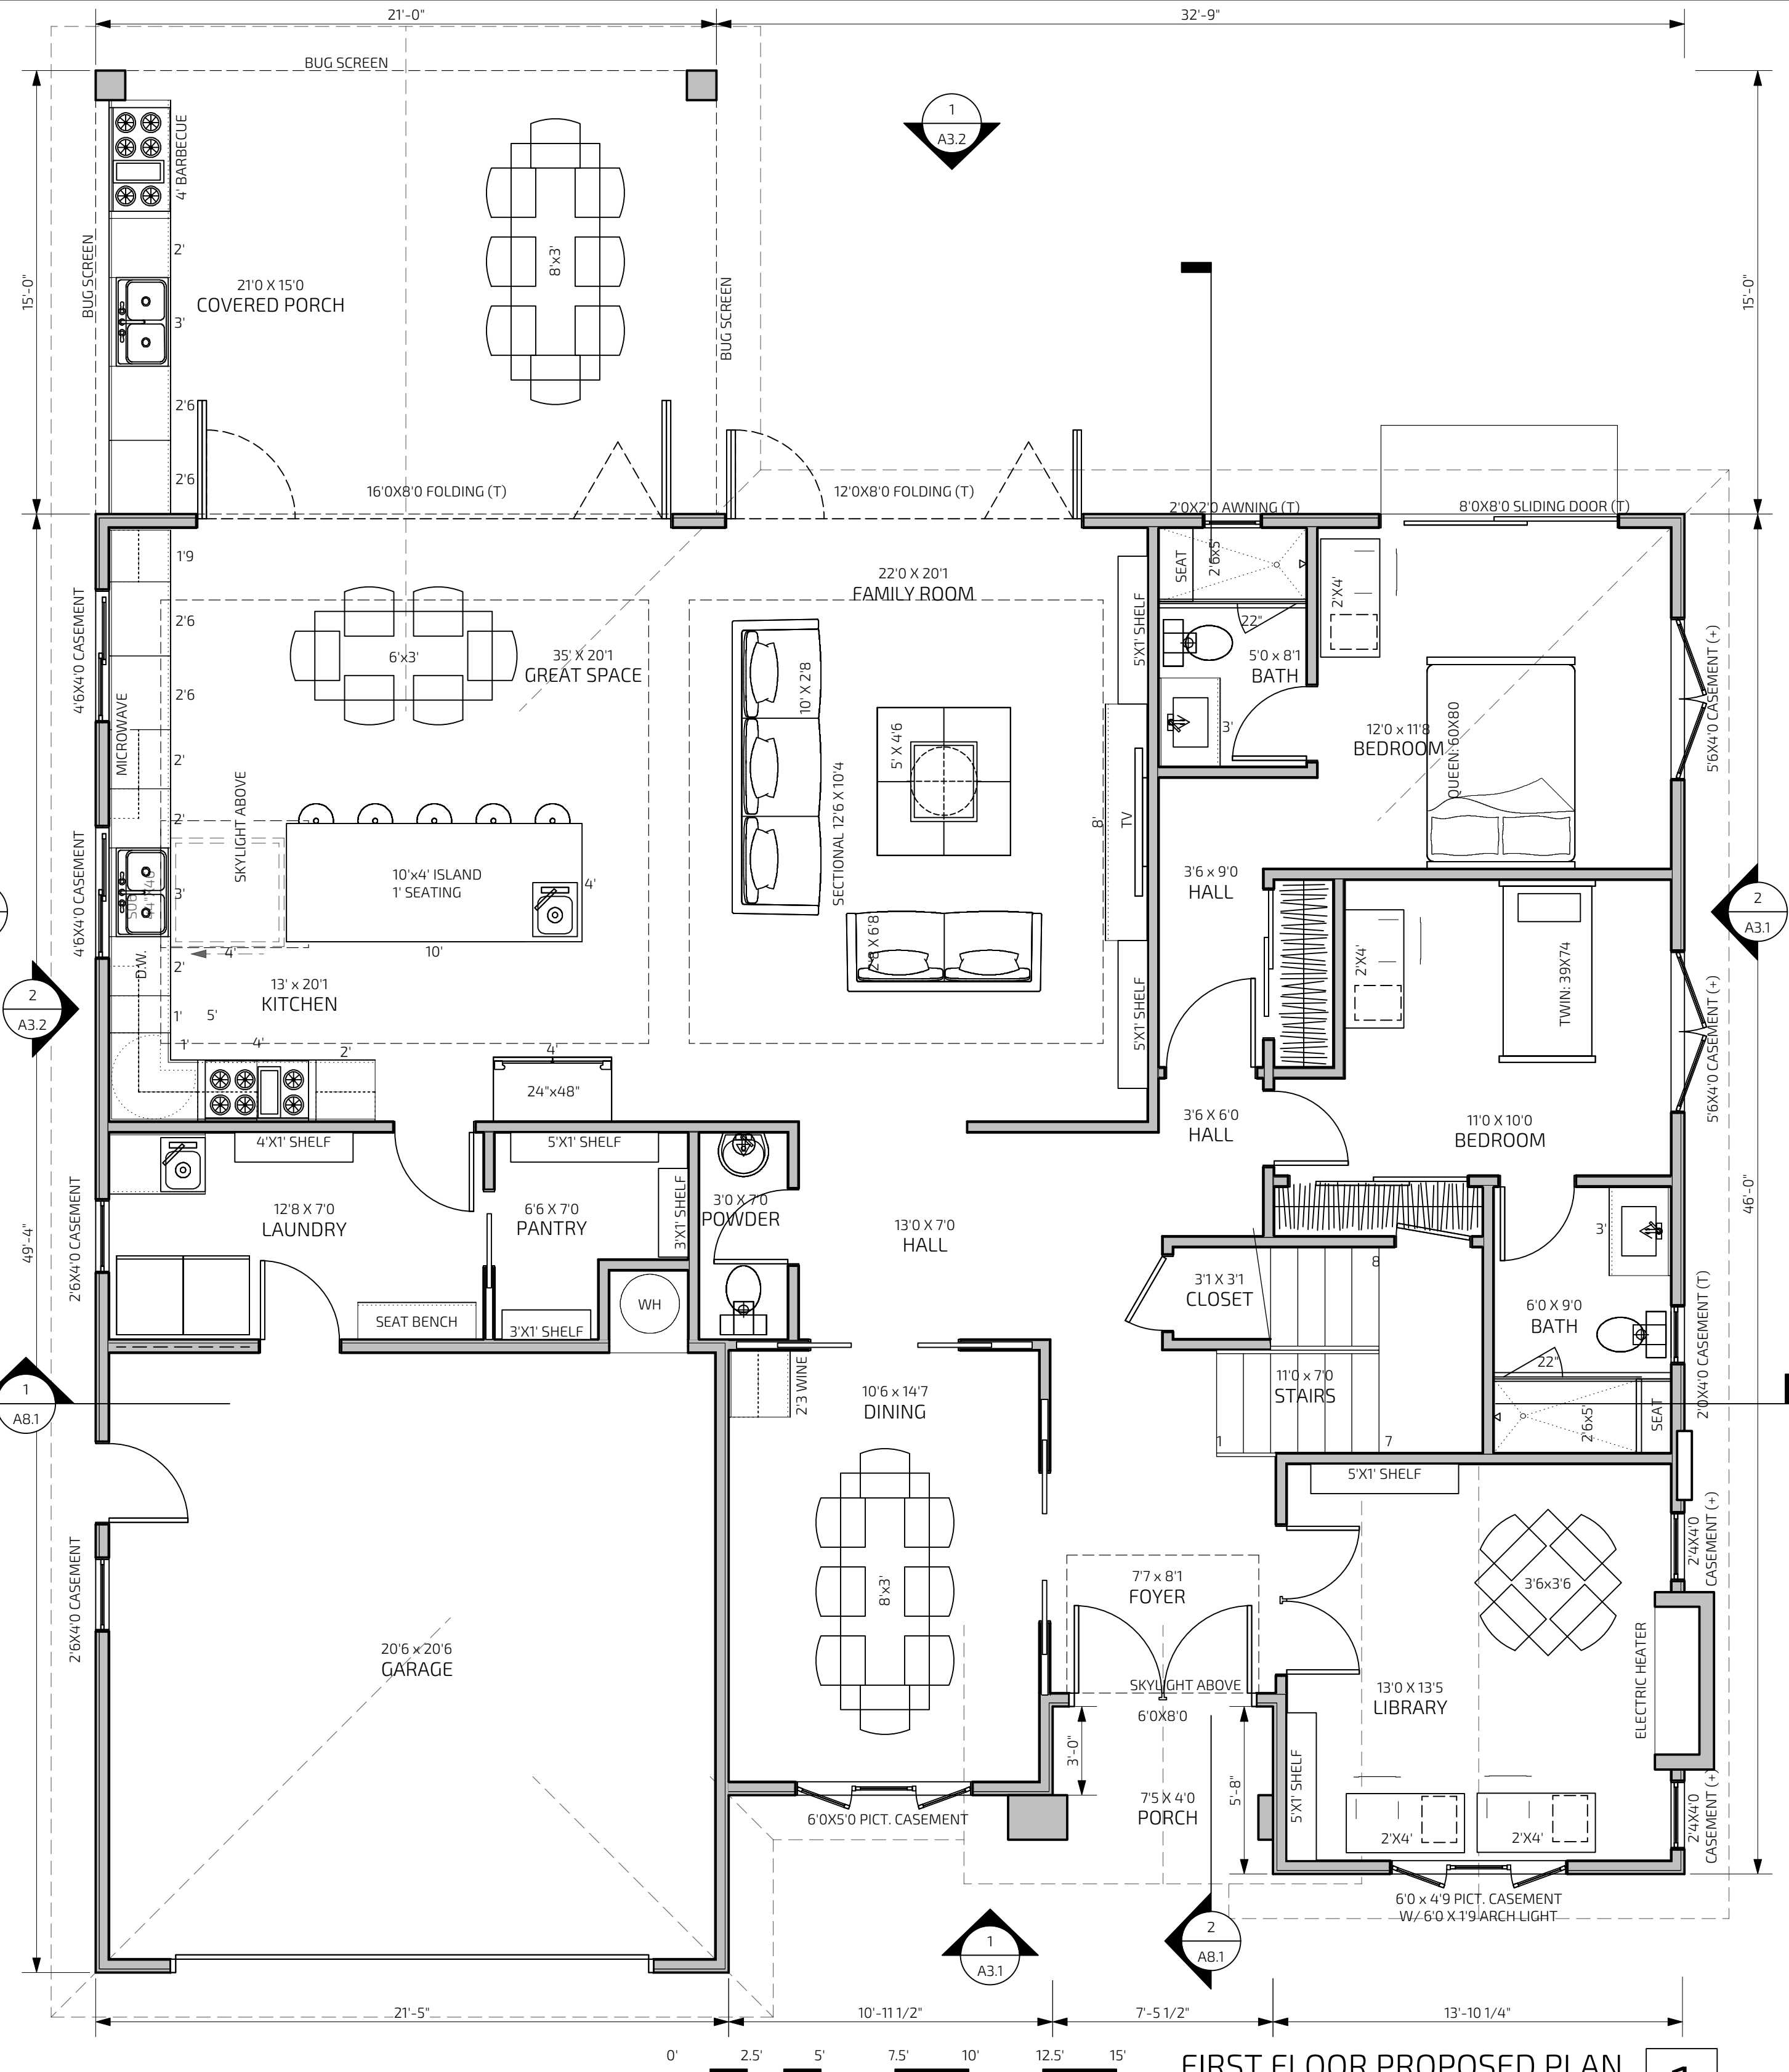 21'-0"
32'-9"
BUG SCREEN
1
A3.2
4' BARBECUE
2'
BUG SCREEN
15'-0"
15'-0"
21'0 X 15'0
COVERED PORCH
8'x3'
3'
BUG SCREEN
2'6
2'6
16'0X8'0 FOLDING (T)
12'0X8'0 FOLDING (T)
2'0X2'0 AWNING (T)
8'0X8'0 SLIDING DOOR (T)
1'9
2'6
2'6
2'
2'
4'6X4'0 CASEMENT
MICROWAVE
6'x3'
35' X 20'1
GREAT SPACE
22'0 X 20'1
FAMILY ROOM
10' X 2'8
5' X 4'6
SECTIONAL 12'6 X 10'4
2'8 X 6'8
5'X1' SHELF
8'
TV
5'X1' SHELF
SEAT
2'6x5'
22"
5'0 x 8'1
BATH
3'
2'X4'
12'0 x 11'8
BEDROOM
QUEEN: 60X80
5'6X4'0 CASEMENT (+)
SKYLIGHT ABOVE
4'6X4'0 CASEMENT
10'x4' ISLAND
1' SEATING
4'
10'
3'
4'
D.W.
2'
1'
5'
1'
4'
2'
13' x 20'1
KITCHEN
4'
24"x48"
3'6 x 9'0
HALL
2'X4'
TWIN: 39X74
2
A3.1
5'6X4'0 CASEMENT (+)
2
A3.2
3'6 X 6'0
HALL
11'0 X 10'0
BEDROOM
4'X1' SHELF
5'X1' SHELF
12'8 X 7'0
LAUNDRY
6'6 X 7'0
PANTRY
3'X1' SHELF
3'0 X 7'0
POWDER
13'0 X 7'0
HALL
2'6X4'0 CASEMENT
49'-4"
46'-0"
SEAT BENCH
3'X1' SHELF
WH
3'1 X 3'1
CLOSET
8
3'
6'0 X 9'0
BATH
22"
2'6x5'
SEAT
2'0X4'0 CASEMENT (T)
1
A8.1
2'3 WINE
10'6 x 14'7
DINING
11'0 x 7'0
STAIRS
1
7
5'X1' SHELF
2'6X4'0 CASEMENT
20'6 x 20'6
GARAGE
8'x3'
7'7 x 8'1
FOYER
3'6x3'6
2'4X4'0
CASEMENT (+)
ELECTRIC HEATER
SKYLIGHT ABOVE
6'0X8'0
3'-0"
13'0 X 13'5
LIBRARY
5'X1' SHELF
5'-8"
7'5 X 4'0
PORCH
6'0X5'0 PICT. CASEMENT
2'X4'
2'X4'
2'4X4'0
CASEMENT (+)
6'0 x 4'9 PICT. CASEMENT
W/ 6'0 X 1'9 ARCH LIGHT
1
A3.1
2
A8.1
21'-5"
10'-11 1/2"
7'-5 1/2"
13'-10 1/4"
0'
2.5'
5'
7.5'
10'
12.5'
15'
FIRST FLOOR PROPOSED PLAN